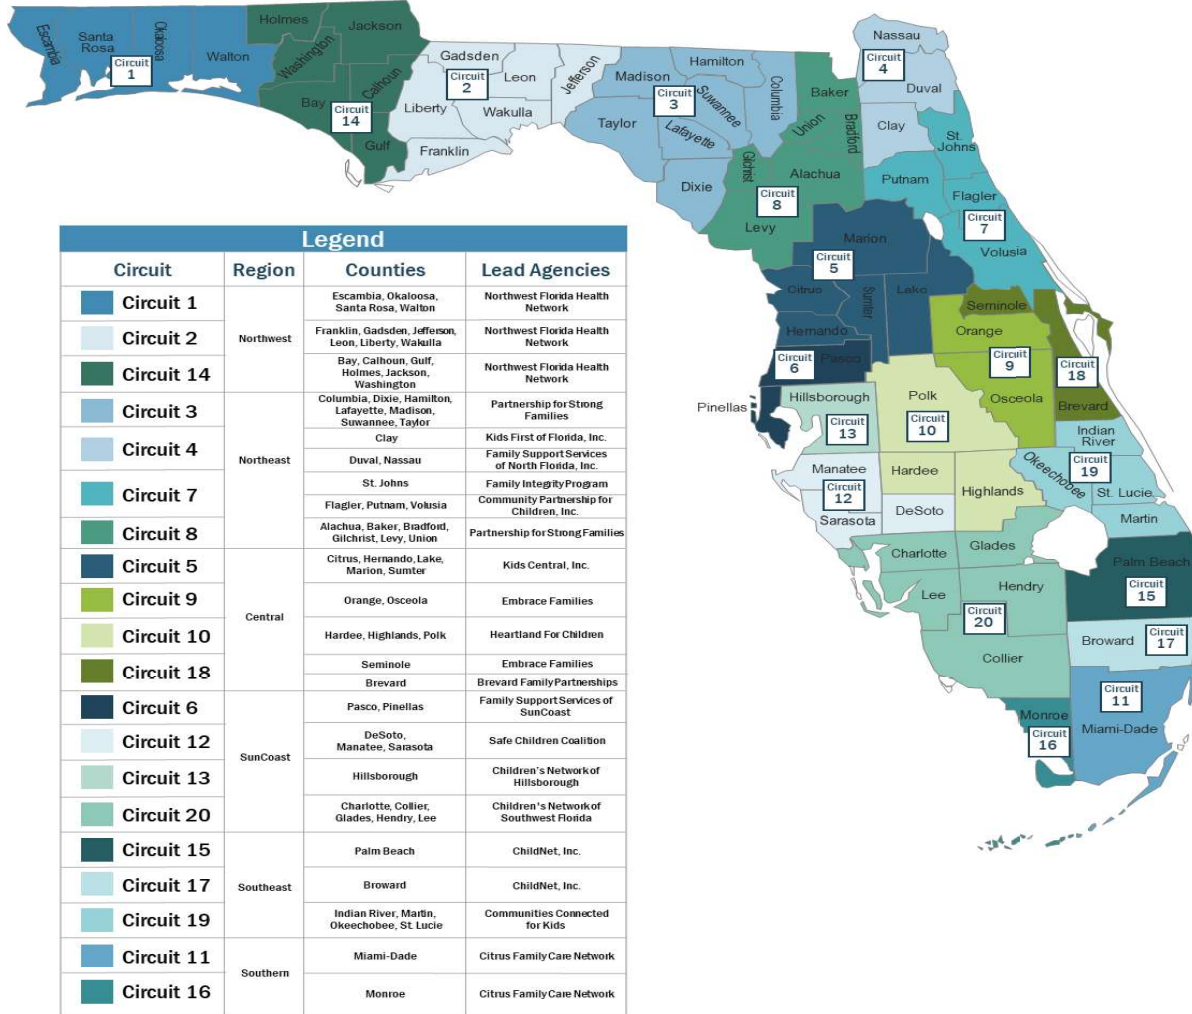 Escambia
Santa
Rosa
Okaloosa
Walton
Circuit
1
Holmes
Jackson
Washington
Calhoun
Bay
Circuit
14
Gulf
Gadsden
Circuit
2
Leon
Jefferson
Liberty
Wakulla
Franklin
Madison
Hamilton
Circuit
3
Suwannee
Columbia
Taylor
Lafayette
Dixie
Baker
Union
Bradford
Gilchrist
Alachua
Circuit
8
Levy
Nassau
Circuit
4
Duval
Clay
St.
Johns
Putnam
Flagler
Circuit
7
Volusia
Marion
Circuit
5
Citrus
Sumter
Lake
Hernando
Circuit
6
Pasco
Pinellas
Seminole
Orange
Circuit
9
Osceola
Circuit
18
Brevard
Hillsborough
Circuit
13
Polk
Circuit
10
Indian
River
Okeechobee
Circuit
19
St. Lucie
Martin
Manatee
Circuit
12
Sarasota
Hardee
Highlands
DeSoto
Charlotte
Glades
Lee
Hendry
Circuit
20
Collier
Palm Beach
Circuit
15
Broward
Circuit
17
Circuit
11
Miami-Dade
Monroe
Circuit
16
Legend
Circuit Region Counties Lead Agencies
Circuit 1
Escambia, Okaloosa,
Santa Rosa, Walton
Northwest Florida Health
Network
Circuit 2
Northwest
Franklin, Gadsden, Jefferson,
Leon, Liberty, Wakulla
Northwest Florida Health
Network
Circuit 14
Bay, Calhoun, Gulf,
Holmes, Jackson,
Washington
Northwest Florida Health
Network
Circuit 3
Columbia, Dixie, Hamilton,
Lafayette, Madison,
Suwannee, Taylor
Partnership for Strong
Families
Circuit 4
Northeast
Clay
Kids First of Florida, Inc.
Duval, Nassau
Family Support Services
of North Florida, Inc.
Circuit 7
St. Johns
Family Integrity Program
Flagler, Putnam, Volusia
Community Partnership for
Children, Inc.
Circuit 8
Alachua, Baker, Bradford,
Gilchrist, Levy, Union
Partnership for Strong Families
Circuit 5
Central
Citrus, Hernando, Lake,
Marion, Sumter
Kids Central, Inc.
Circuit 9
Orange, Osceola
Embrace Families
Circuit 10
Hardee, Highlands, Polk
Heartland For Children
Circuit 18
Seminole
Embrace Families
Brevard
Brevard Family Partnerships
Circuit 6
SunCoast
Pasco, Pinellas
Family Support Services of
SunCoast
Circuit 12
DeSoto,
Manatee, Sarasota
Safe Children Coalition
Circuit 13
Hillsborough
Children's Network of
Hillsborough
Circuit 20
Charlotte, Collier,
Glades, Hendry, Lee
Children's Network of
Southwest Florida
Circuit 15
Southeast
Palm Beach
ChildNet, Inc.
Circuit 17
Broward
ChildNet, Inc.
Circuit 19
Indian River, Martin,
Okeechobee, St. Lucie
Communities Connected
for Kids
Circuit 11
Southern
Miami-Dade
Citrus Family Care Network
Circuit 16
Monroe
Citrus Family Care Network